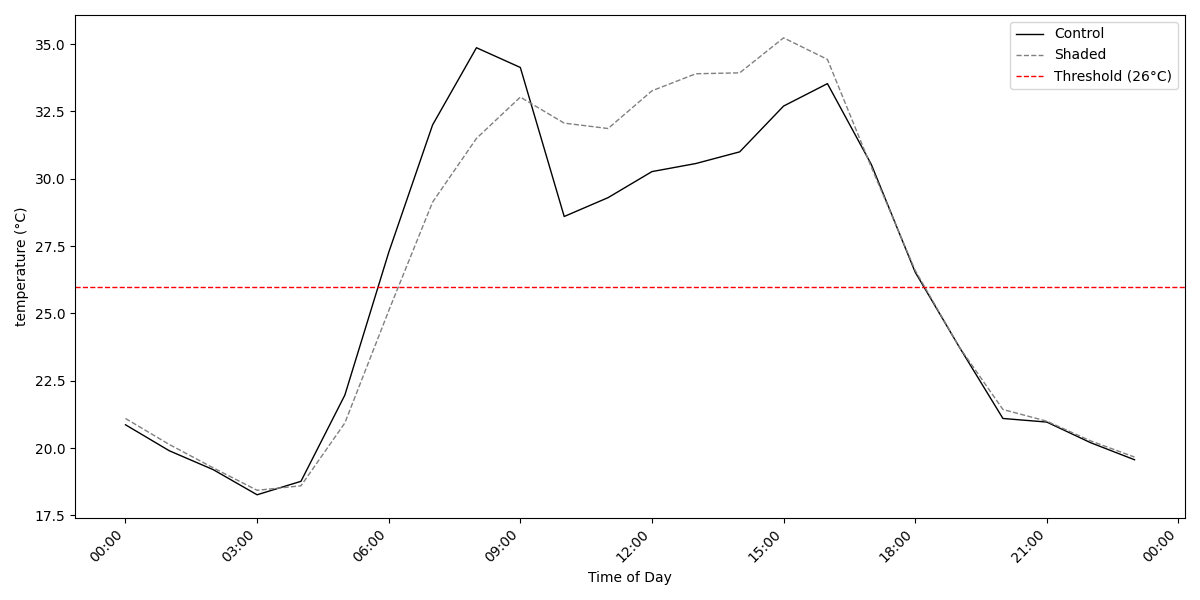 Control
Shaded
Threshold (26°C)
35.0
32.5
30.0
27.5
25.0
22.5
20.0
17.5
temperature (°C)
00:00 03:00 06:00 09:00 12:00 15:00 18:00 21:00 00:00
Time of Day